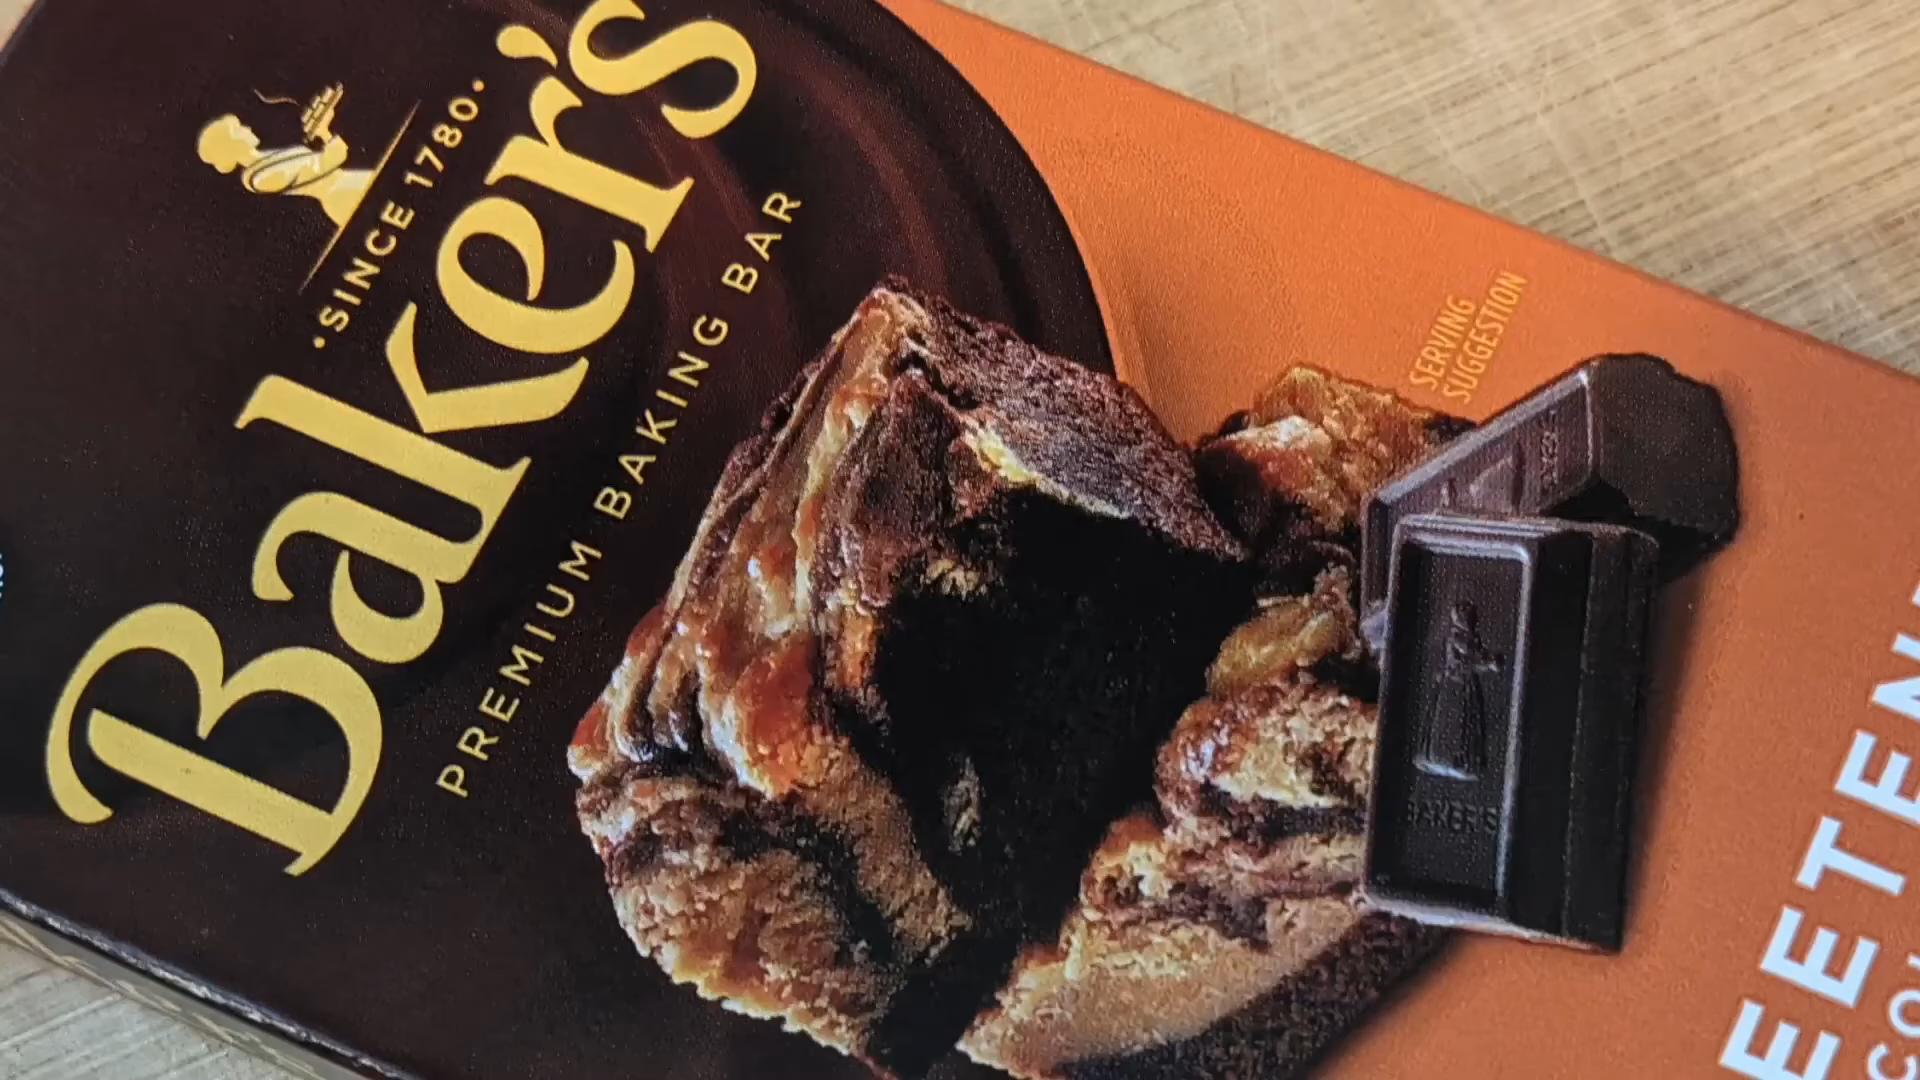 • SINCE 1780 •
Baker's
PREMIUM BAKING BAR
SERVING
SUGGESTION
BAKER'S